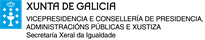 XUNTA DE GALICIA
VICEPRESIDENCIA E CONSELLERÍA DE PRESIDENCIA,
ADMINISTRACIÓNS PÚBLICAS E XUSTIZA
Secretaría Xeral da Igualdade